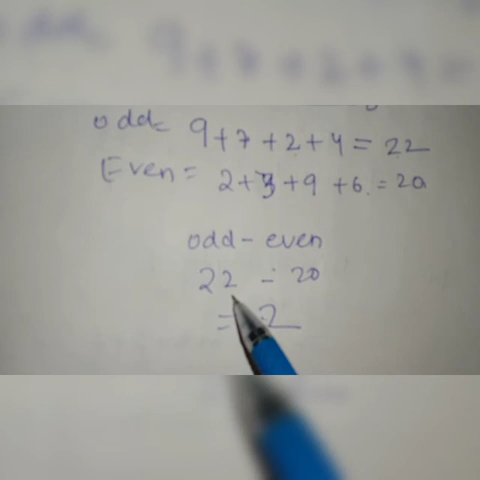 odd= 9+7+2+4=22
Even= 2+3+9+6=20
odd-even
22 - 20
= 2